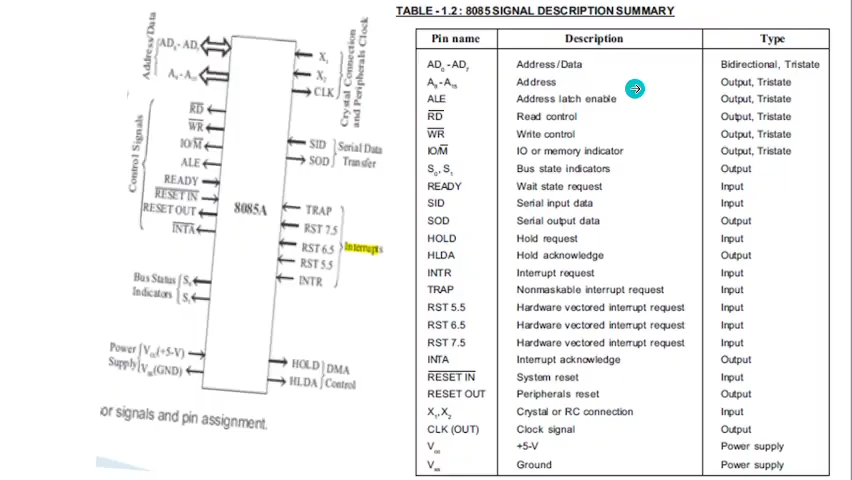 TABLE - 1.2 : 8085 SIGNAL DESCRIPTION SUMMARY
Address/Data
AD₀ - AD₇
A₈ - A₁₅
Control Signals
R̅D̅
W̅R̅
IO/M̅
ALE
READY
R̅E̅S̅E̅T̅ I̅N̅
RESET OUT
I̅N̅T̅A̅
Bus Status
Indicators
S₀
S₁
Power
Supply
Vcc(+5-V)
Vss(GND)
8085A
X₁
X₂
CLK
Crystal Connection
and Peripherals Clock
SID
SOD
Serial Data
Transfer
TRAP
RST 7.5
RST 6.5
RST 5.5
INTR
Interrupts
HOLD
HLDA
DMA
Control
or signals and pin assignment.
Pin name Description Type
AD₀ - AD₇ Address/Data Bidirectional, Tristate
A₈ - A₁₅ Address Output, Tristate
ALE Address latch enable Output, Tristate
R̅D̅ Read control Output, Tristate
W̅R̅ Write control Output, Tristate
IO/M̅ IO or memory indicator Output, Tristate
S₀, S₁ Bus state indicators Output
READY Wait state request Input
SID Serial input data Input
SOD Serial output data Output
HOLD Hold request Input
HLDA Hold acknowledge Output
INTR Interrupt request Input
TRAP Nonmaskable interrupt request Input
RST 5.5 Hardware vectored interrupt request Input
RST 6.5 Hardware vectored interrupt request Input
RST 7.5 Hardware vectored interrupt request Input
INTA Interrupt acknowledge Output
R̅E̅S̅E̅T̅ I̅N̅ System reset Input
RESET OUT Peripherals reset Output
X₁,X₂ Crystal or RC connection Input
CLK (OUT) Clock signal Output
Vcc +5-V Power supply
Vss Ground Power supply